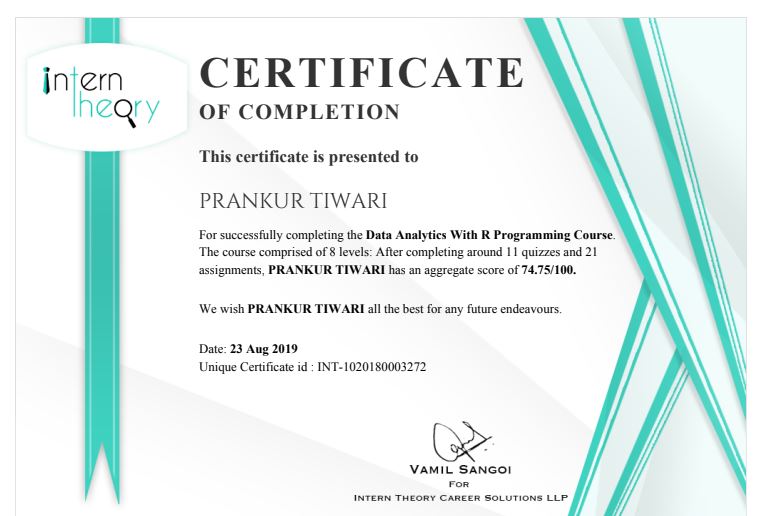 intern
theory
CERTIFICATE
OF COMPLETION
This certificate is presented to
PRANKUR TIWARI
For successfully completing the Data Analytics With R Programming Course.
The course comprised of 8 levels: After completing around 11 quizzes and 21
assignments, PRANKUR TIWARI has an aggregate score of 74.75/100.
We wish PRANKUR TIWARI all the best for any future endeavours.
Date: 23 Aug 2019
Unique Certificate id : INT-1020180003272
VAMIL SANGOI
FOR
INTERN THEORY CAREER SOLUTIONS LLP